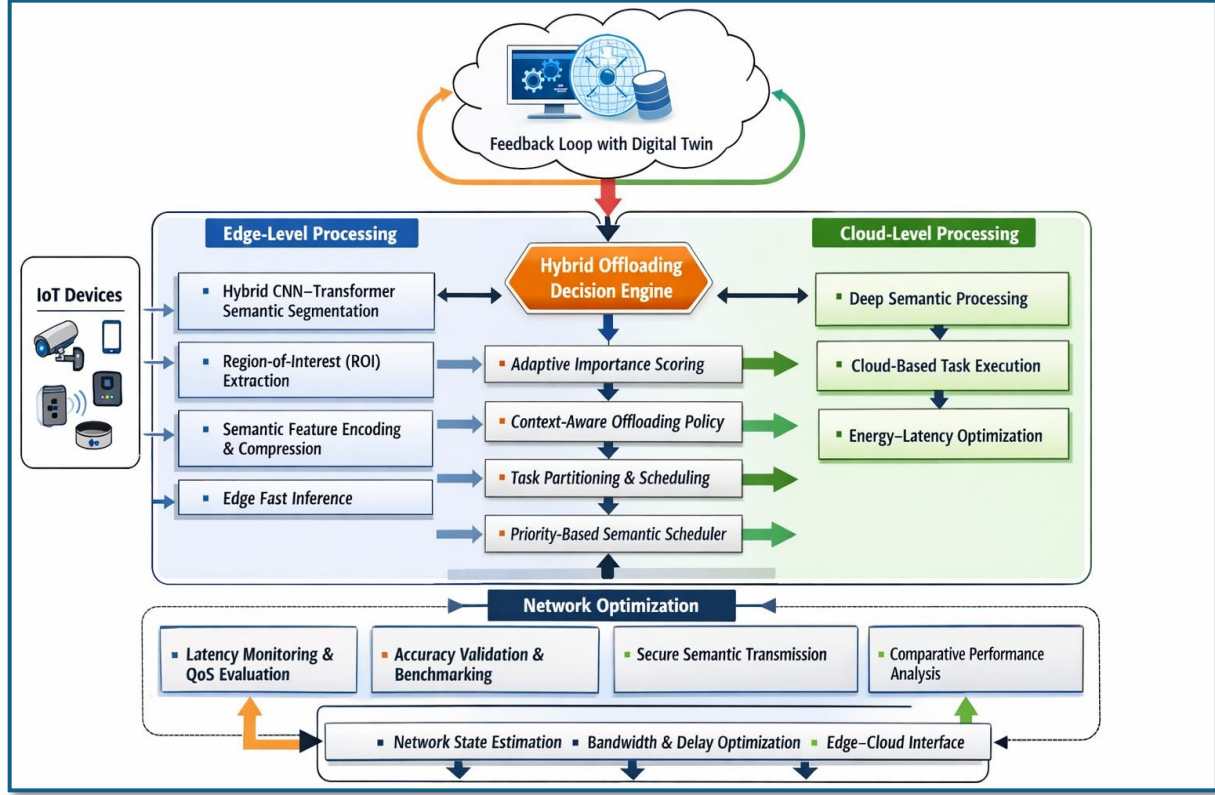 Feedback Loop with Digital Twin
Edge-Level Processing
Cloud-Level Processing
IoT Devices
Hybrid Offloading
Decision Engine
▪ Hybrid CNN–Transformer
Semantic Segmentation
▪ Region-of-Interest (ROI)
Extraction
▪ Semantic Feature Encoding
& Compression
▪ Edge Fast Inference
▪ Adaptive Importance Scoring
▪ Context-Aware Offloading Policy
▪ Task Partitioning & Scheduling
▪ Priority-Based Semantic Scheduler
▪ Deep Semantic Processing
▪ Cloud-Based Task Execution
▪ Energy–Latency Optimization
Network Optimization
▪ Latency Monitoring &
QoS Evaluation
▪ Accuracy Validation &
Benchmarking
▪ Secure Semantic Transmission
▪ Comparative Performance
Analysis
▪ Network State Estimation ▪ Bandwidth & Delay Optimization ▪ Edge–Cloud Interface